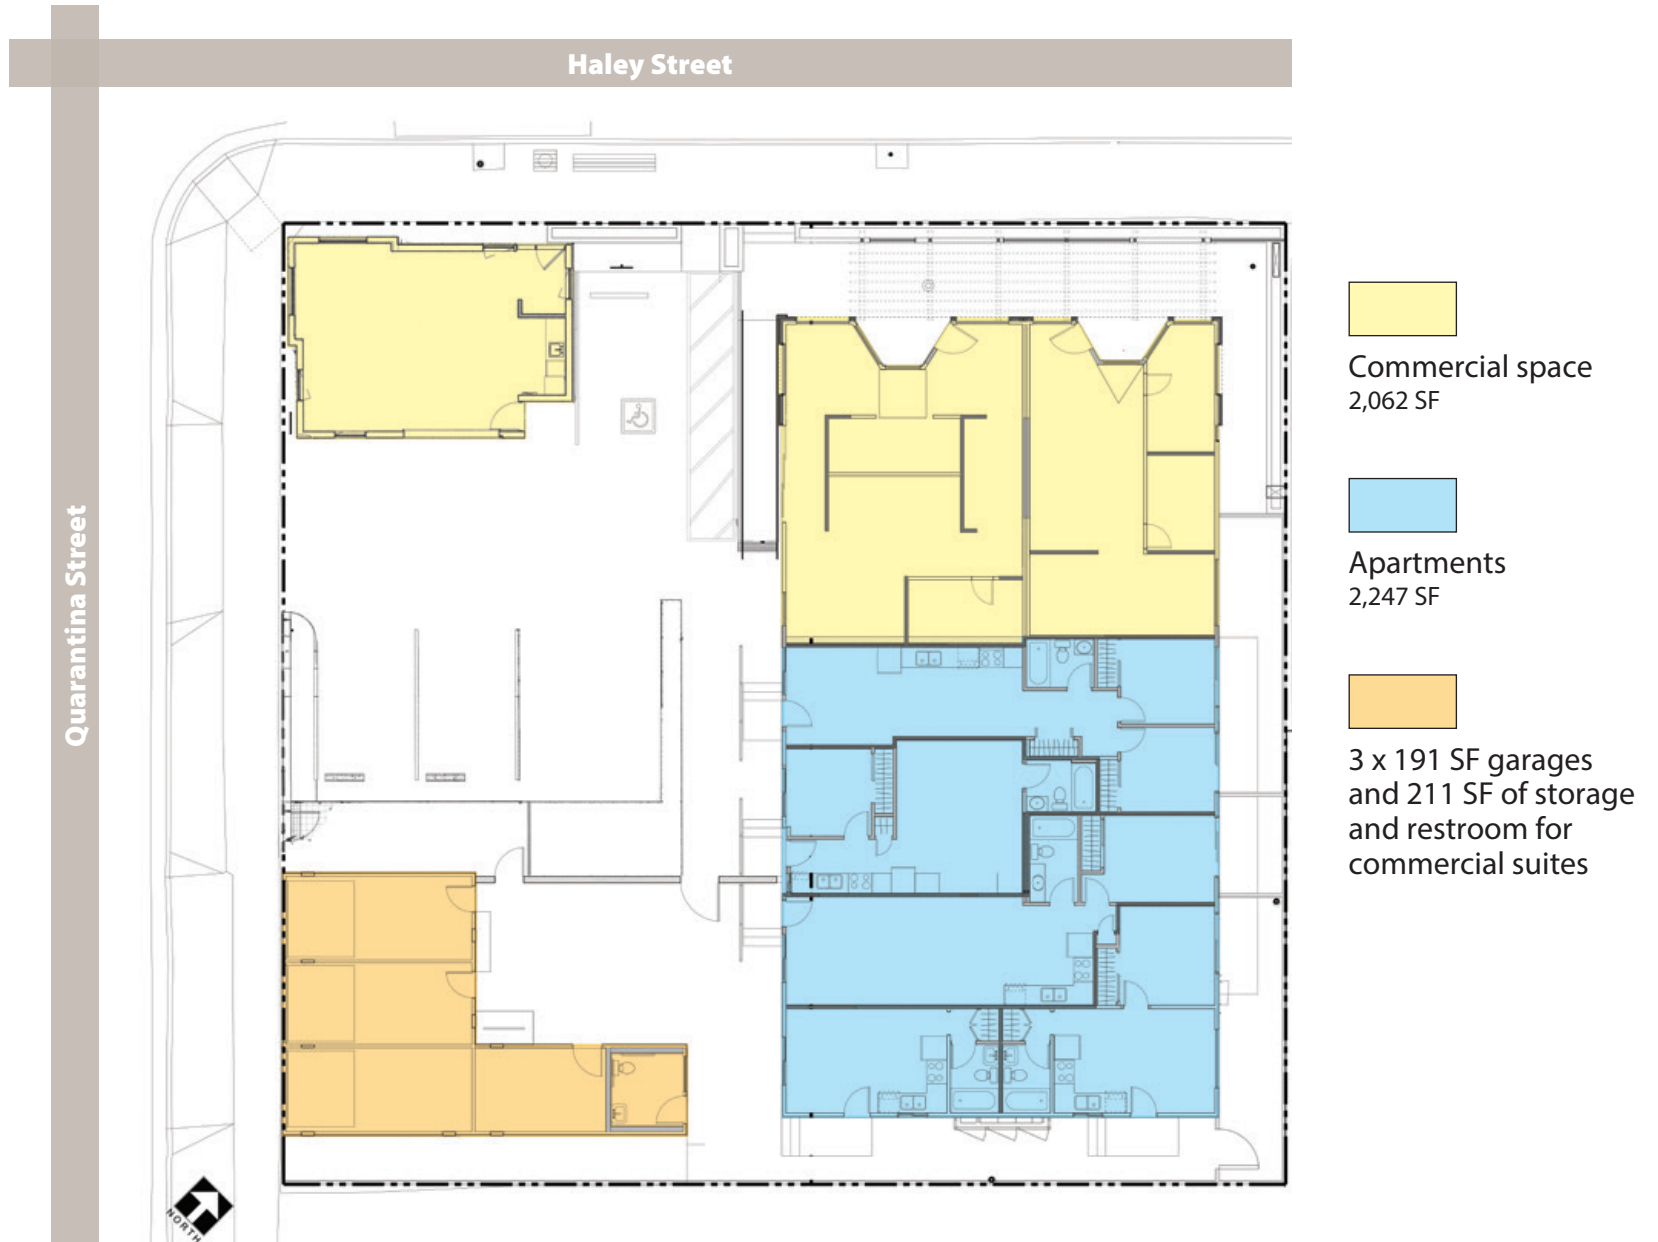 Haley Street
Quarantina Street
Commercial space
2,062 SF
Apartments
2,247 SF
3 x 191 SF garages
and 211 SF of storage
and restroom for
commercial suites
NORTH